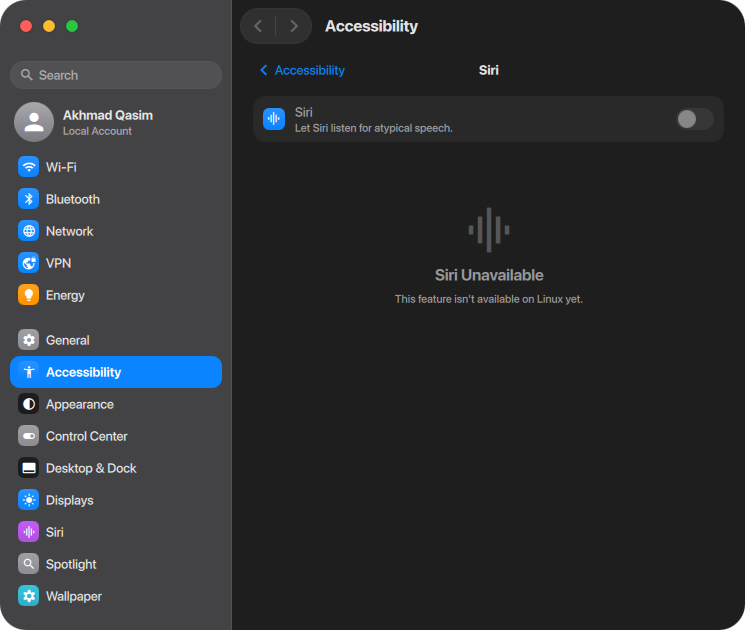 Search
Akhmad Qasim
Local Account
Wi-Fi
Bluetooth
Network
VPN
Energy
General
Accessibility
Appearance
Control Center
Desktop & Dock
Displays
Siri
Spotlight
Wallpaper
Accessibility
Accessibility
Siri
Siri
Let Siri listen for atypical speech.
Siri Unavailable
This feature isn't available on Linux yet.